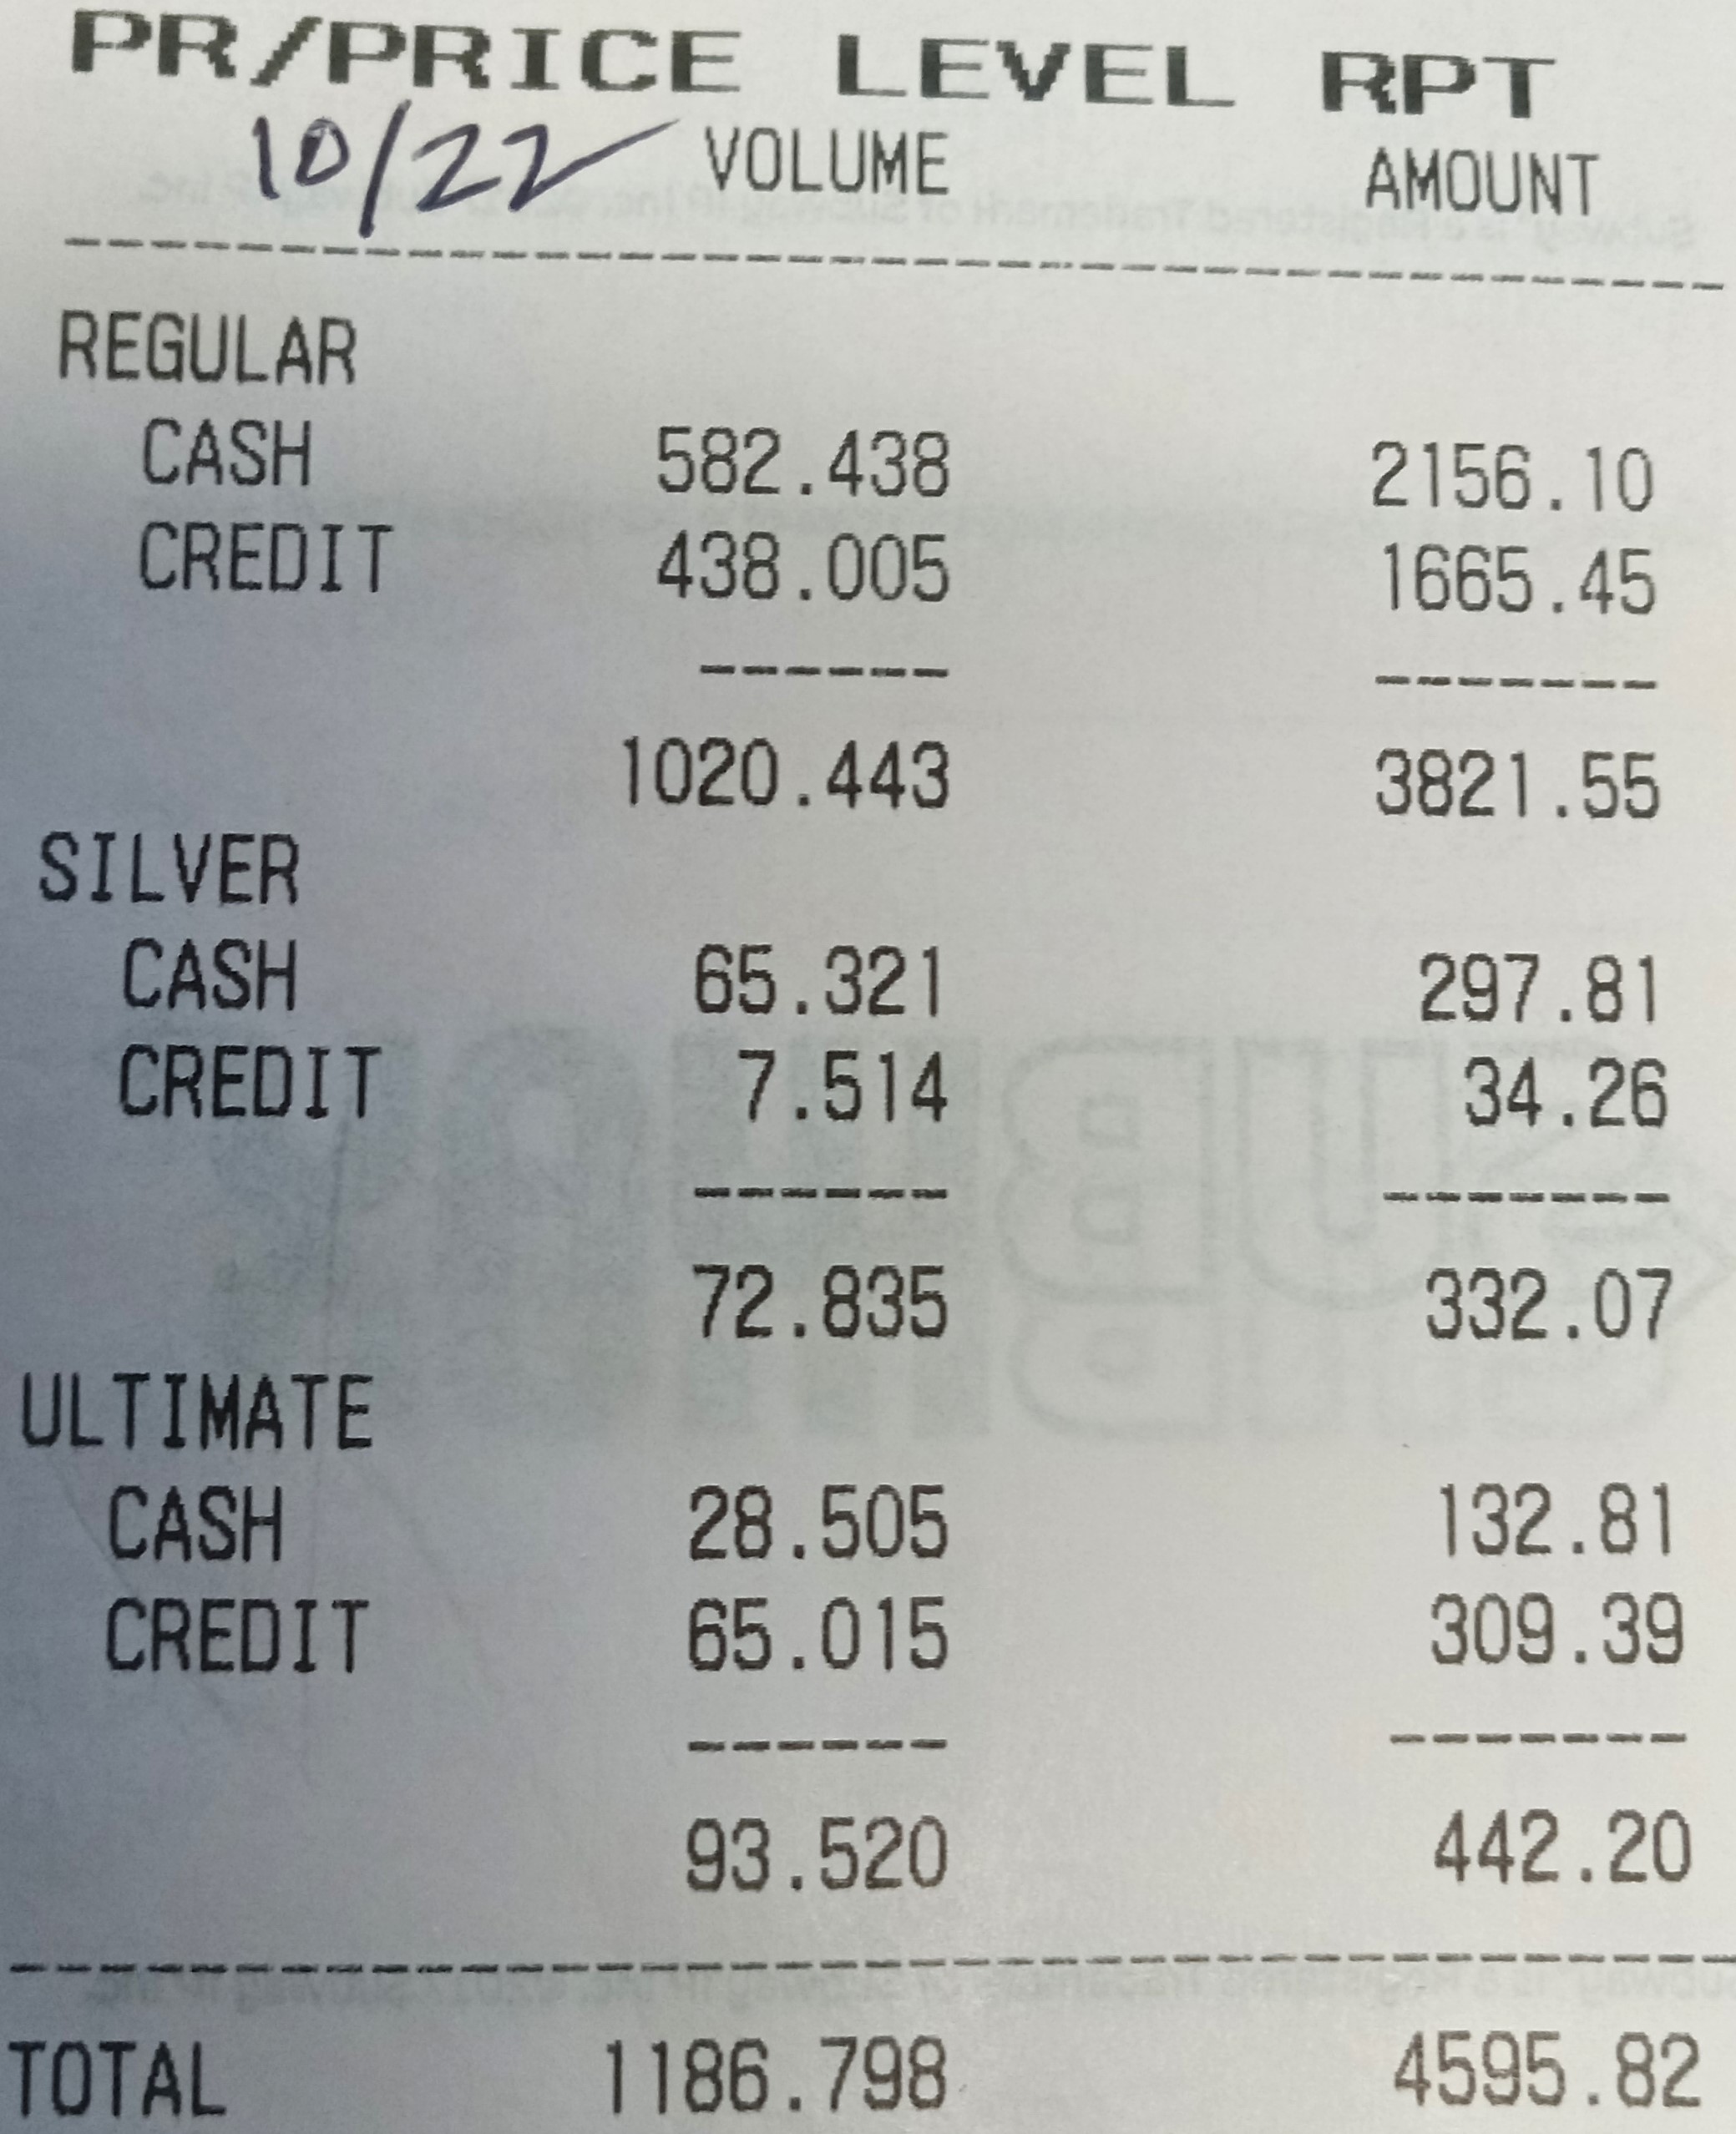 PR/PRICE LEVEL RPT
10/22 VOLUME AMOUNT
REGULAR
CASH 582.438 2156.10
CREDIT 438.005 1665.45
1020.443 3821.55
SILVER
CASH 65.321 297.81
CREDIT 7.514 34.26
72.835 332.07
ULTIMATE
CASH 28.505 132.81
CREDIT 65.015 309.39
93.520 442.20
TOTAL 1186.798 4595.82